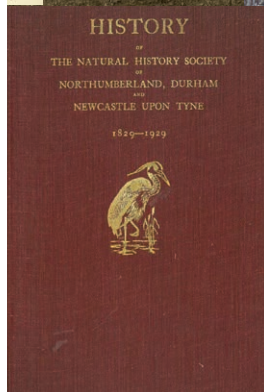 HISTORY
OF
THE NATURAL HISTORY SOCIETY
OF
NORTHUMBERLAND, DURHAM
AND
NEWCASTLE UPON TYNE
1829—1929